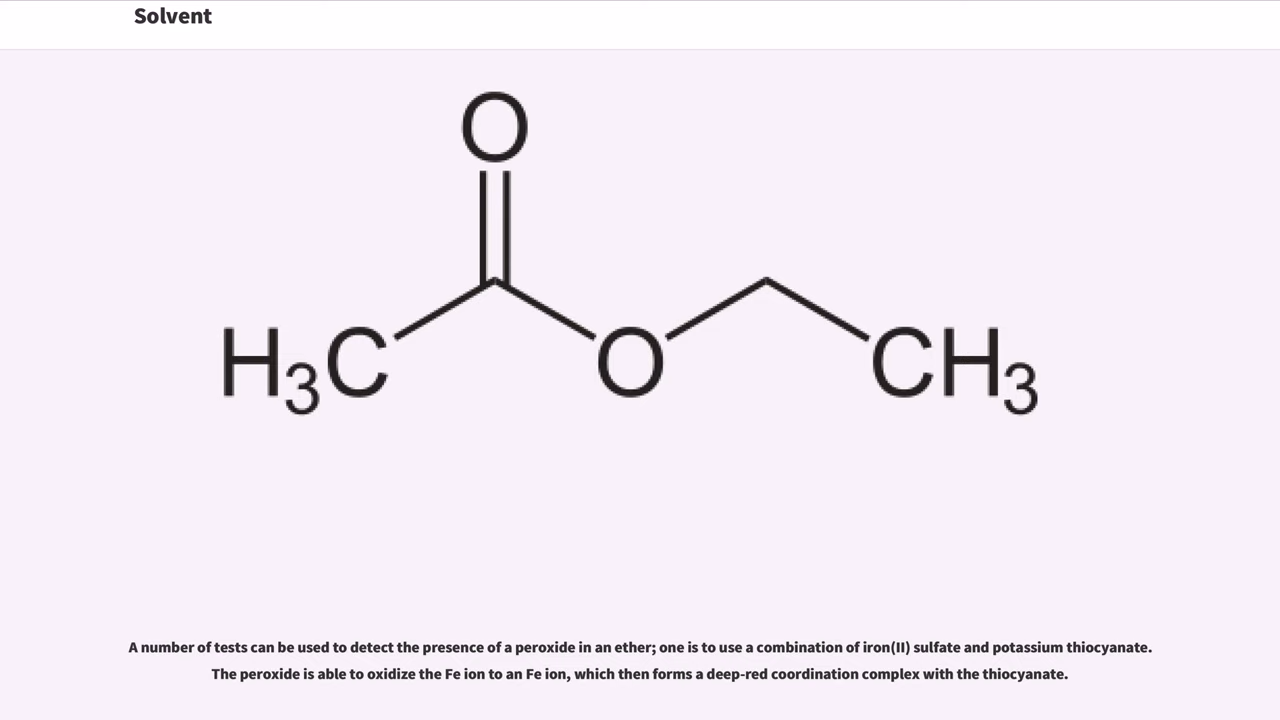 Solvent
O
H3C O CH3
A number of tests can be used to detect the presence of a peroxide in an ether; one is to use a combination of iron(II) sulfate and potassium thiocyanate.
The peroxide is able to oxidize the Fe ion to an Fe ion, which then forms a deep-red coordination complex with the thiocyanate.